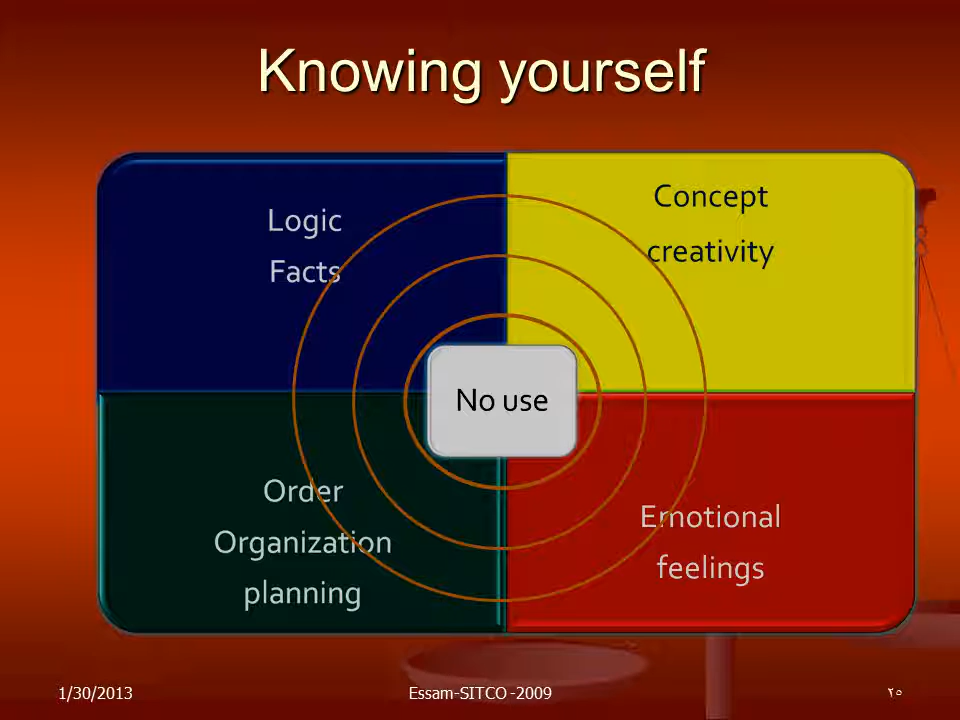 Knowing yourself
Logic
Facts
Concept
creativity
No use
Order
Organization
planning
Emotional
feelings
1/30/2013
Essam-SITCO -2009
٢٥